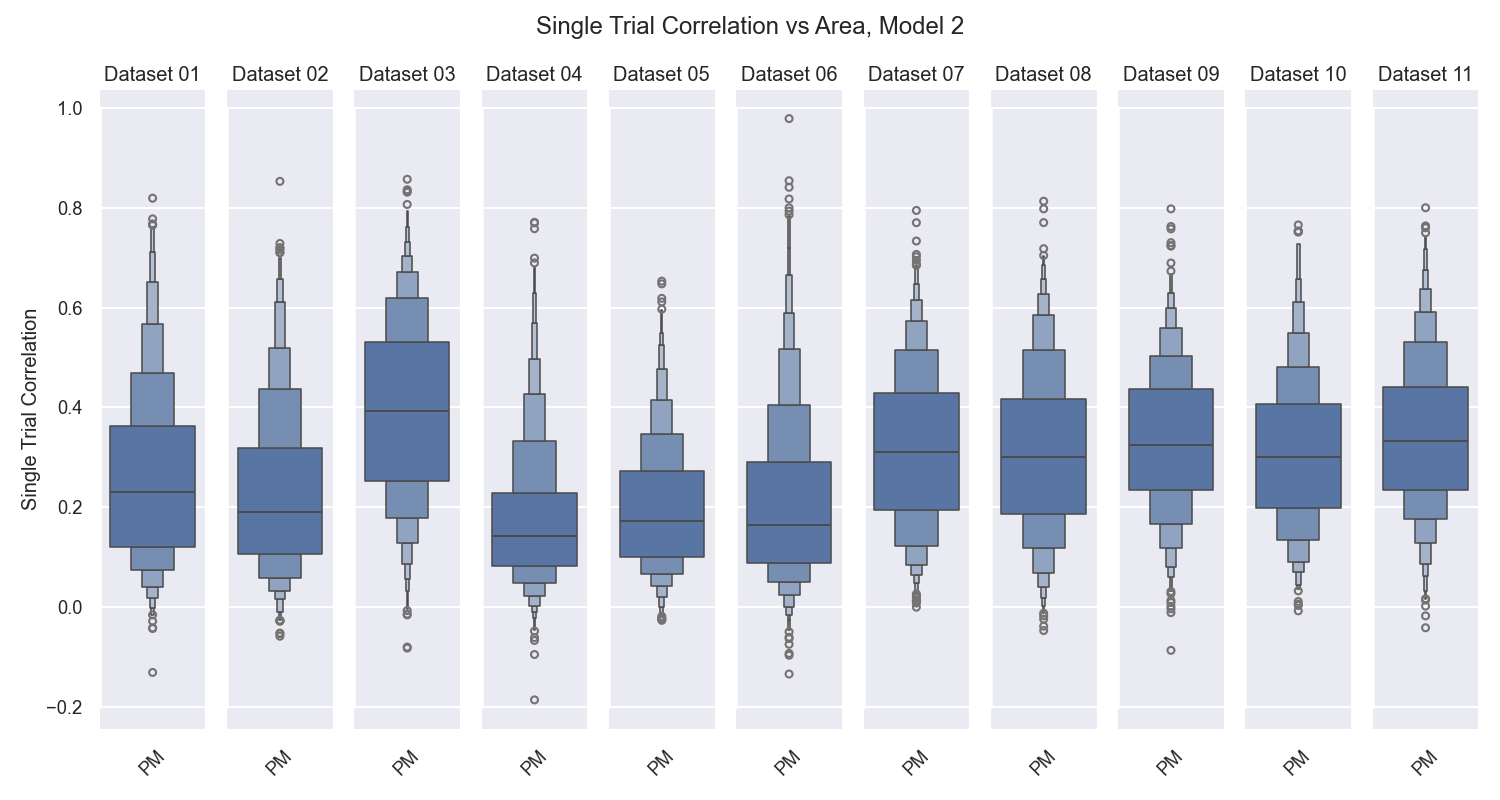 Single Trial Correlation vs Area, Model 2
Dataset 01 Dataset 02 Dataset 03 Dataset 04 Dataset 05 Dataset 06 Dataset 07 Dataset 08 Dataset 09 Dataset 10 Dataset 11
Single Trial Correlation
1.0
0.8
0.6
0.4
0.2
0.0
−0.2
PM PM PM PM PM PM PM PM PM PM PM